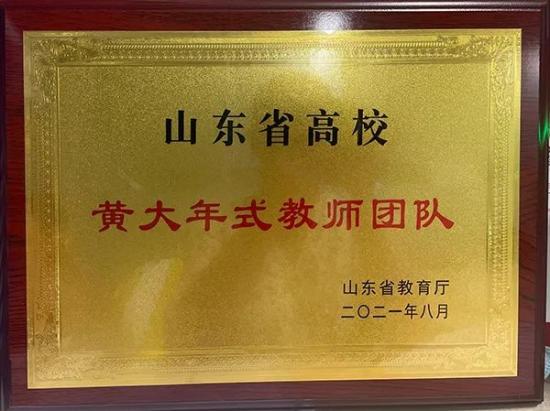 山东省高校
黄大年式教师团队
山东省教育厅
二〇二一年八月